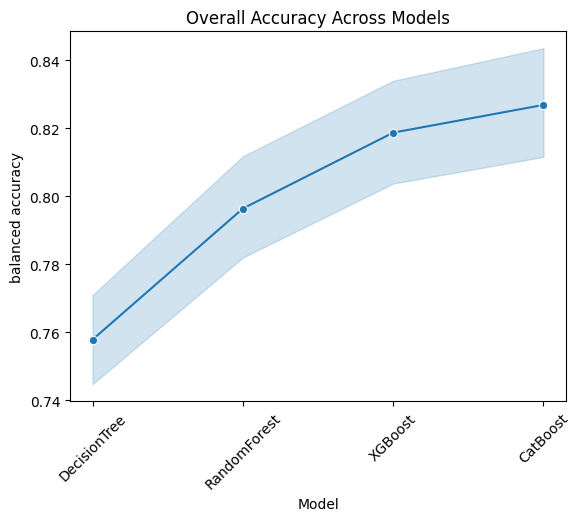 Overall Accuracy Across Models
balanced accuracy
0.84
0.82
0.80
0.78
0.76
0.74
DecisionTree
RandomForest
XGBoost
CatBoost
Model